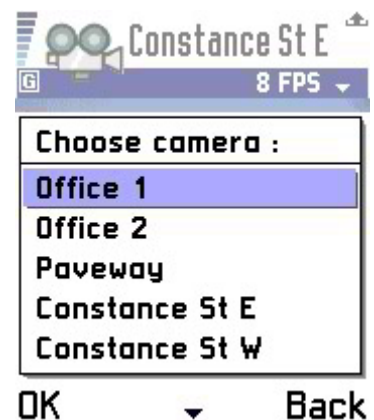 Constance St E
G
8 FPS
Choose camera :
Office 1
Office 2
Paveway
Constance St E
Constance St W
OK
Back